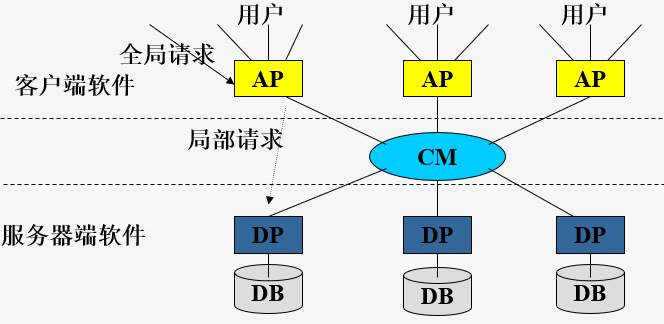 用户 用户 用户
全局请求
客户端软件 AP AP AP
局部请求
CM
服务器端软件 DP DP DP
DB DB DB